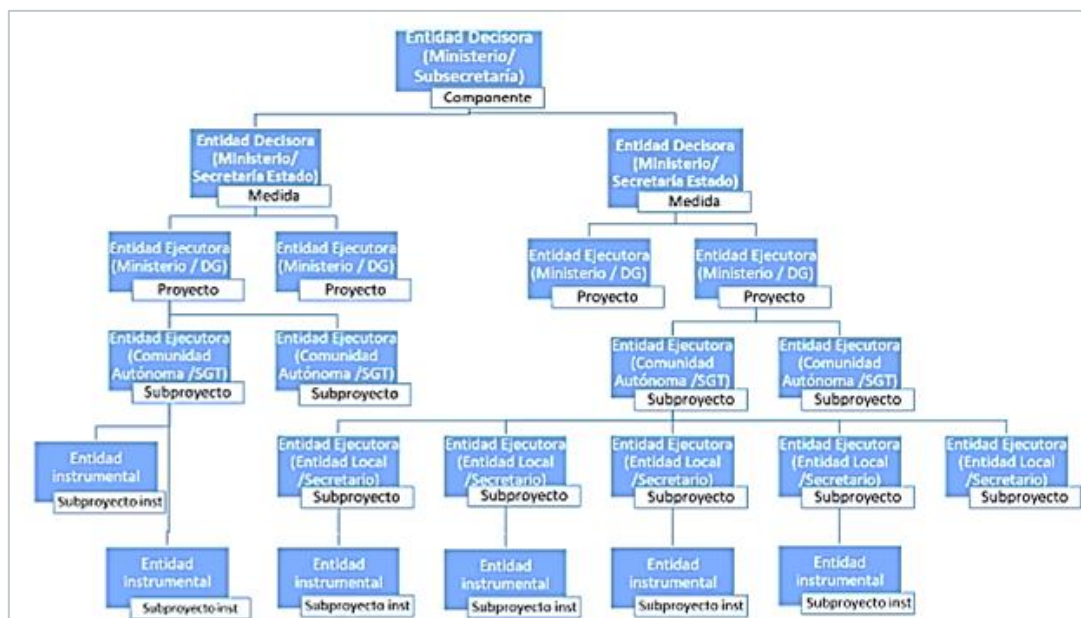 Entidad Decisora
(Ministerio/
Subsecretaría)
Componente
Entidad Decisora
(Ministerio/
Secretaría Estado)
Medida
Entidad Decisora
(Ministerio/
Secretaría Estado)
Medida
Entidad Ejecutora
(Ministerio / DG)
Proyecto
Entidad Ejecutora
(Ministerio / DG)
Proyecto
Entidad Ejecutora
(Ministerio / DG)
Proyecto
Entidad Ejecutora
(Ministerio / DG)
Proyecto
Entidad Ejecutora
(Comunidad
Autónoma /SGT)
Subproyecto
Entidad Ejecutora
(Comunidad
Autónoma /SGT)
Subproyecto
Entidad Ejecutora
(Comunidad
Autónoma /SGT)
Subproyecto
Entidad Ejecutora
(Comunidad
Autónoma /SGT)
Subproyecto
Entidad
instrumental
Subproyecto inst
Entidad Ejecutora
(Entidad Local
/Secretario)
Subproyecto
Entidad Ejecutora
(Entidad Local
/Secretario)
Subproyecto
Entidad Ejecutora
(Entidad Local
/Secretario)
Subproyecto
Entidad Ejecutora
(Entidad Local
/Secretario)
Subproyecto
Entidad Ejecutora
(Entidad Local
/Secretario)
Subproyecto
Entidad
instrumental
Subproyecto inst
Entidad
instrumental
Subproyecto inst
Entidad
instrumental
Subproyecto inst
Entidad
instrumental
Subproyecto inst
Entidad
instrumental
Subproyecto inst